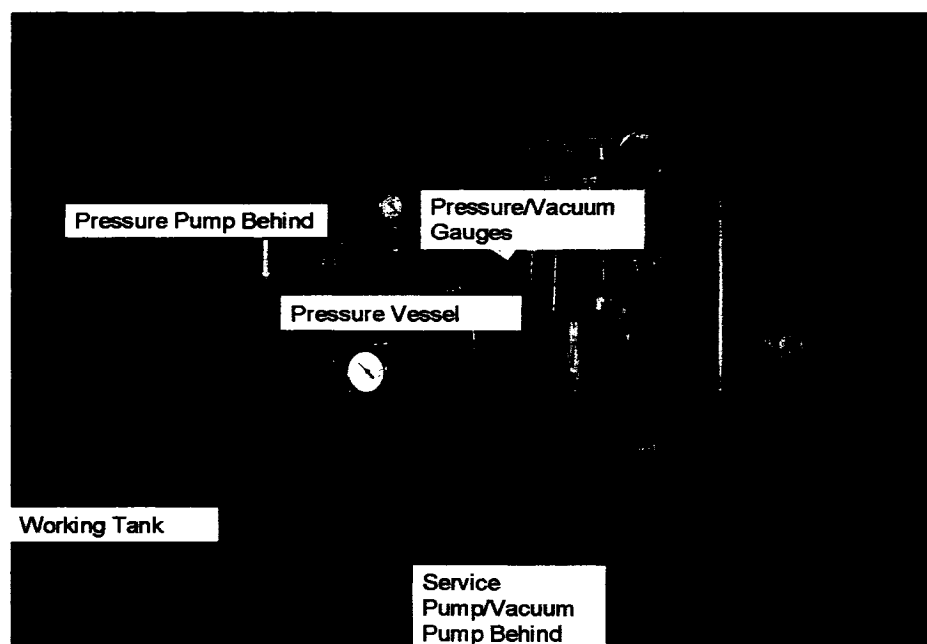 Pressure Pump Behind
Pressure/Vacuum
Gauges
Pressure Vessel
Working Tank
Service
Pump/Vacuum
Pump Behind